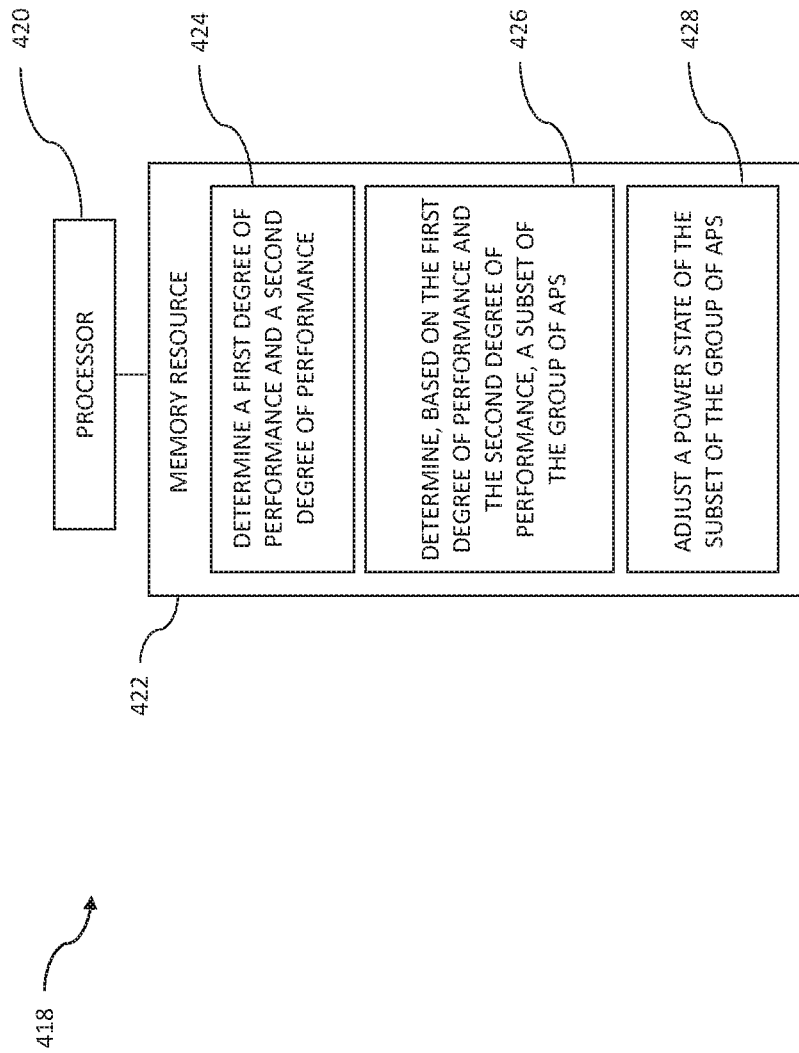 418
420
PROCESSOR
422
MEMORY RESOURCE
424
DETERMINE A FIRST DEGREE OF
PERFORMANCE AND A SECOND
DEGREE OF PERFORMANCE
426
DETERMINE, BASED ON THE FIRST
DEGREE OF PERFORMANCE AND
THE SECOND DEGREE OF
PERFORMANCE, A SUBSET OF
THE GROUP OF APS
428
ADJUST A POWER STATE OF THE
SUBSET OF THE GROUP OF APS